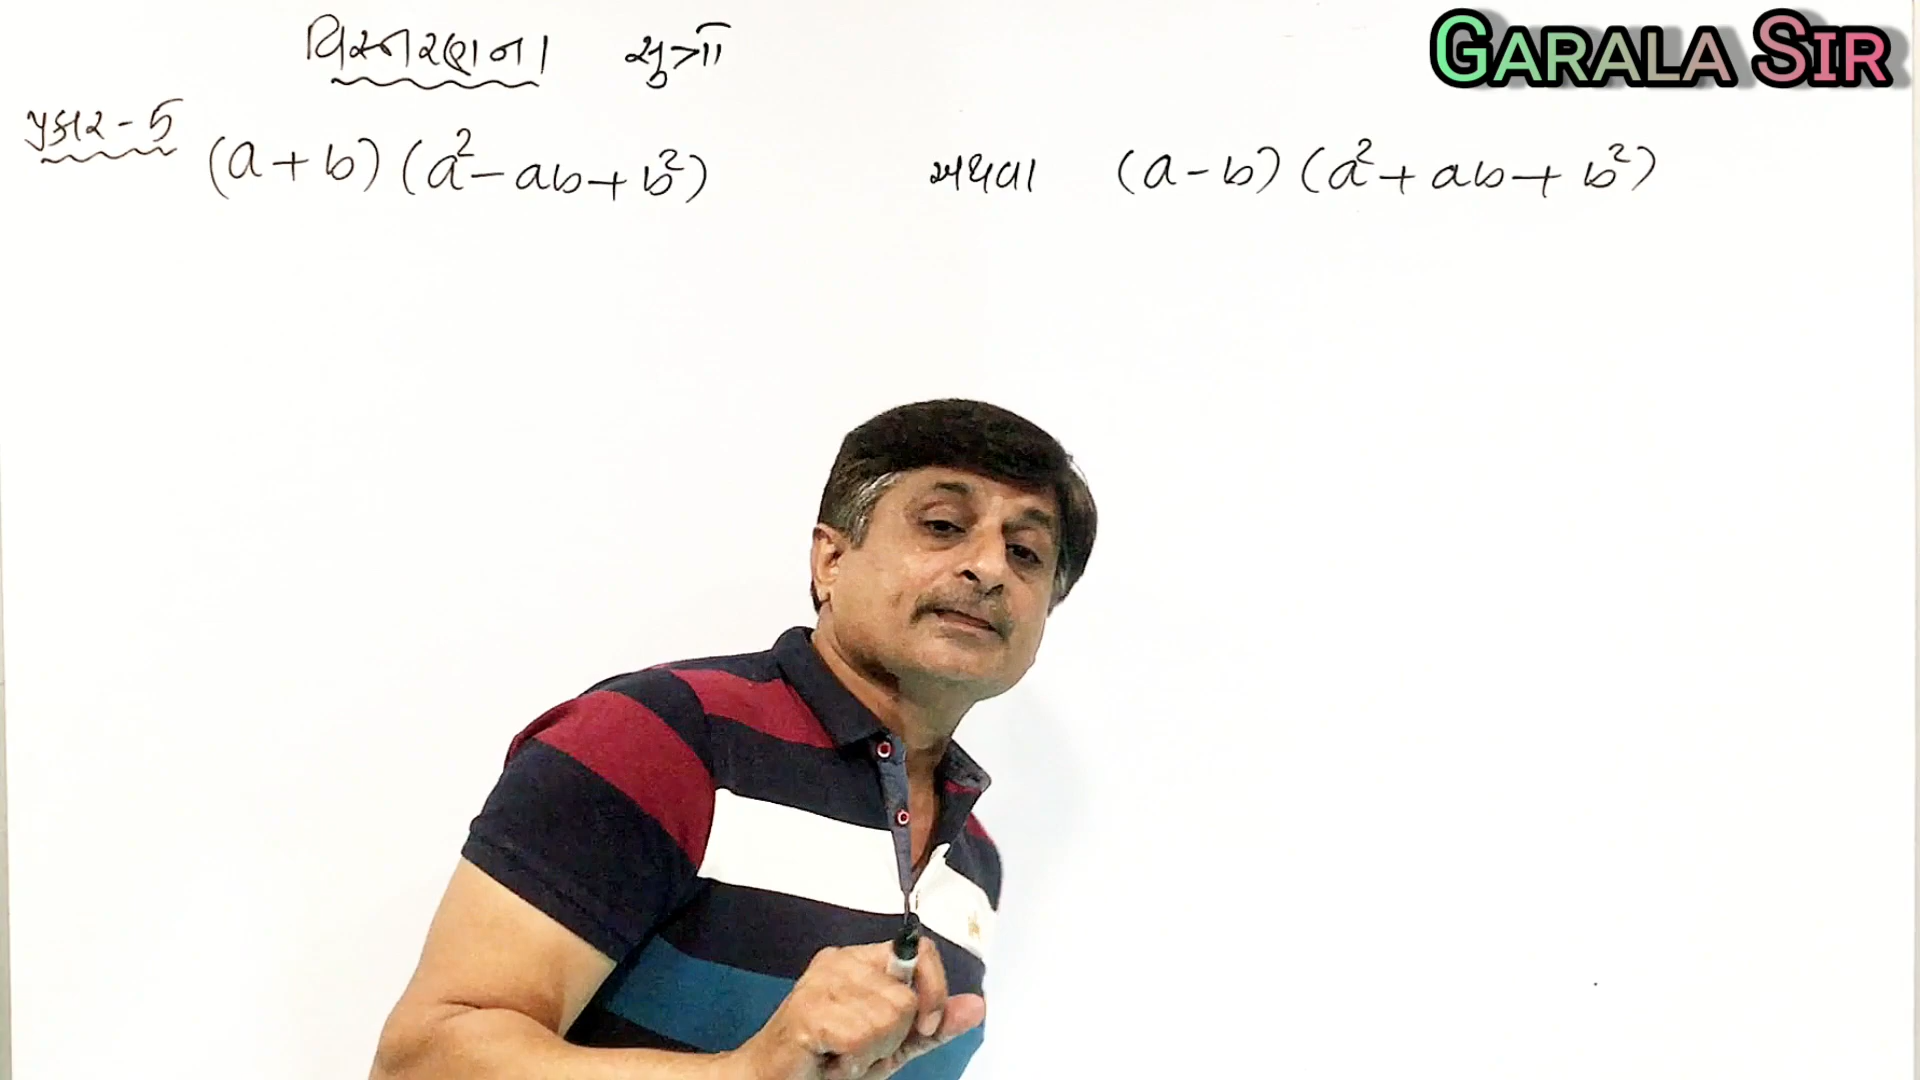 વિસ્તરણના સુત્રો
GARALA SIR
પ્રકાર - 5 (a + b) (a² - ab + b²) અથવા (a - b) (a² + ab + b²)